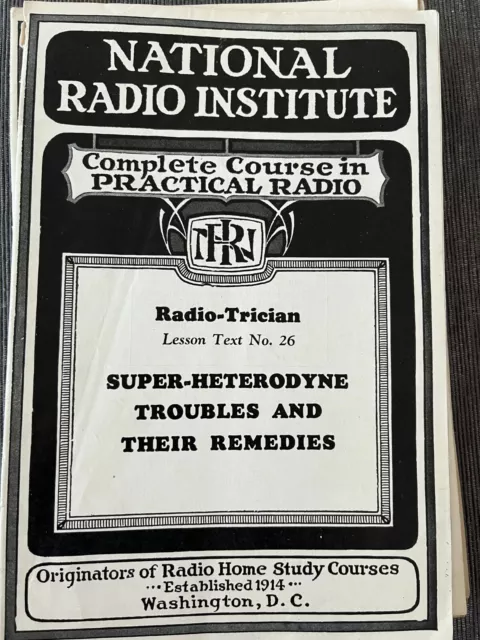 NATIONAL
RADIO INSTITUTE
Complete Course in
PRACTICAL RADIO
NRI
Radio-Trician
Lesson Text No. 26
SUPER-HETERODYNE
TROUBLES AND
THEIR REMEDIES
Originators of Radio Home Study Courses
··· Established 1914 ···
Washington, D. C.